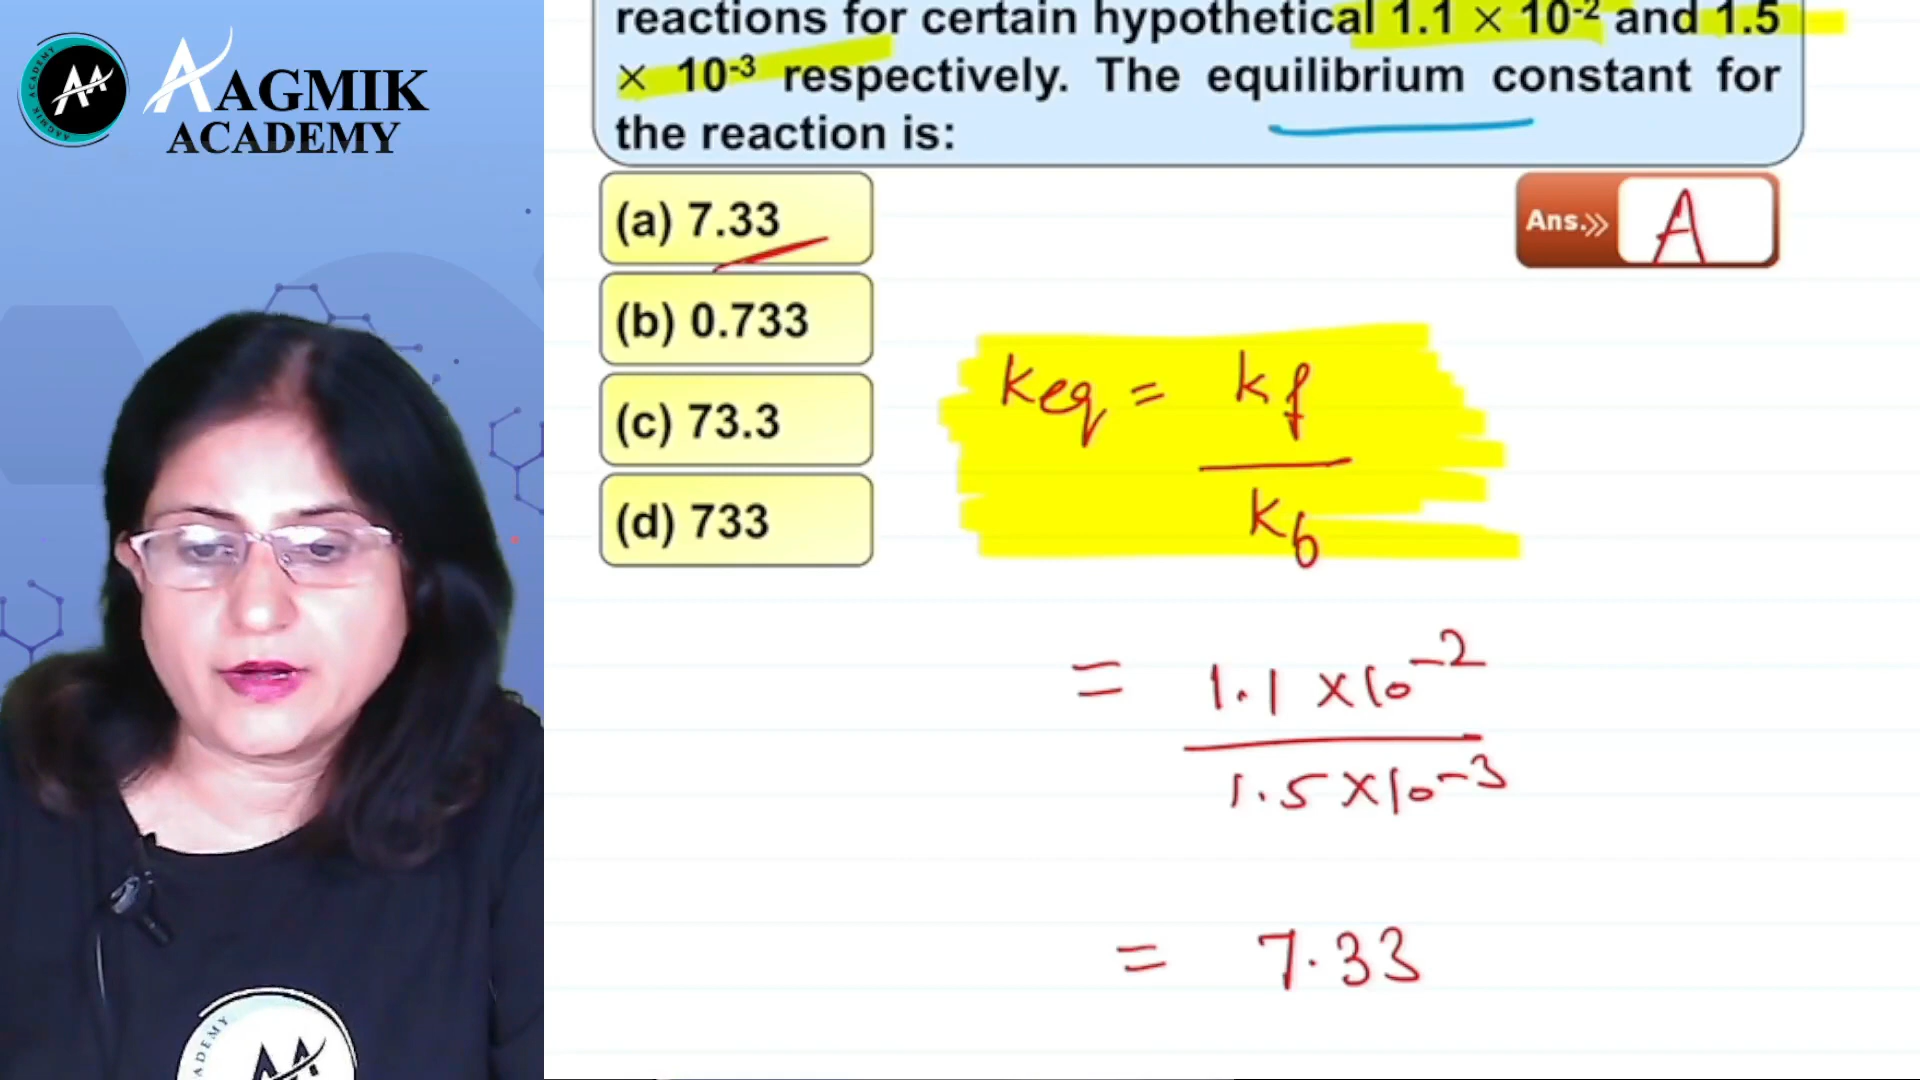 AAGMIK
ACADEMY
reactions for certain hypothetical 1.1 × 10⁻² and 1.5
× 10⁻³ respectively. The equilibrium constant for
the reaction is:
(a) 7.33
Ans.>> A
(b) 0.733
(c) 73.3
(d) 733
Keq = kf
kb
= 1.1 × 10⁻²
1.5 × 10⁻³
= 7.33